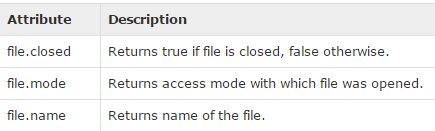 Attribute Description
file.closed Returns true if file is closed, false otherwise.
file.mode Returns access mode with which file was opened.
file.name Returns name of the file.